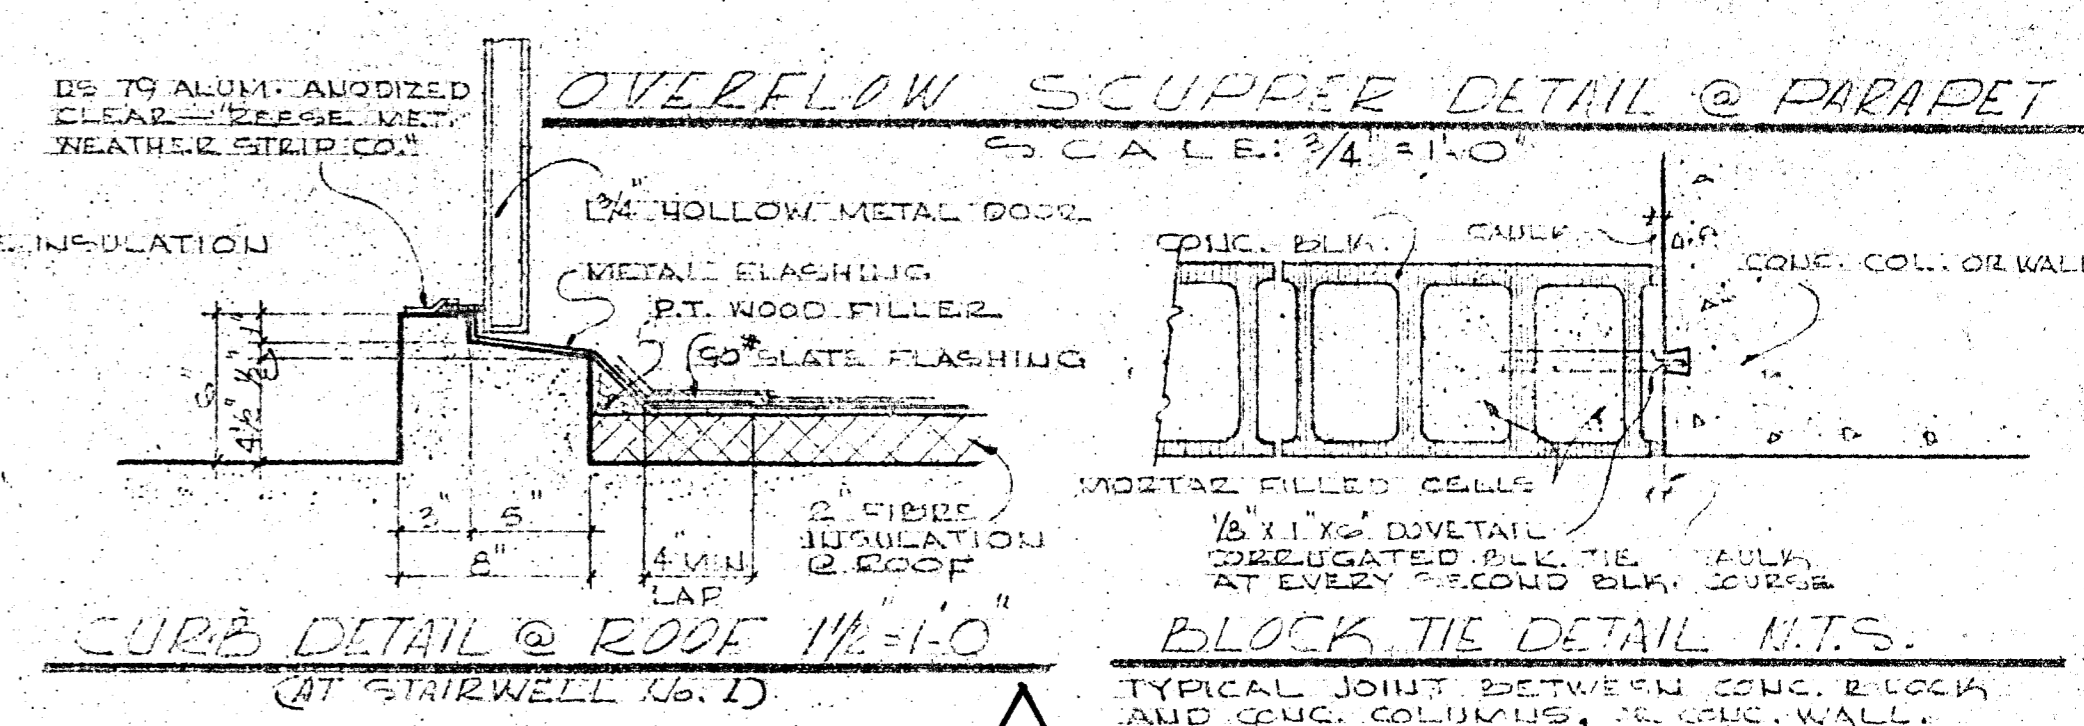 DS 79 ALUM. ANODIZED
CLEAR - "REESE MET.
WEATHER STRIP CO."
OVERFLOW SCUPPER DETAIL @ PARAPET
SCALE: 3/4" = 1'-0"
1 3/4" HOLLOW METAL DOOR
INSULATION
METAL FLASHING
P.T. WOOD FILLER
90# SLATE FLASHING
6"
4 1/2"
1/2"
1"
3"
5"
8"
4" MIN
LAP
2" FIBRE
INSULATION
@ ROOF
CURB DETAIL @ ROOF 1 1/2" = 1'-0"
(AT STAIRWELL No. 1)
CONC. BLK.
CAULK
CONC. COL. OR WALL
MORTAR FILLED CELLS
1/8" X 1" X 6" DOVETAIL
CORRUGATED BLK. TIE
AT EVERY SECOND BLK. COURSE
CAULK
BLOCK TIE DETAIL N.T.S.
TYPICAL JOINT BETWEEN CONC. BLOCK
AND CONC. COLUMNS, OR CONC. WALL.